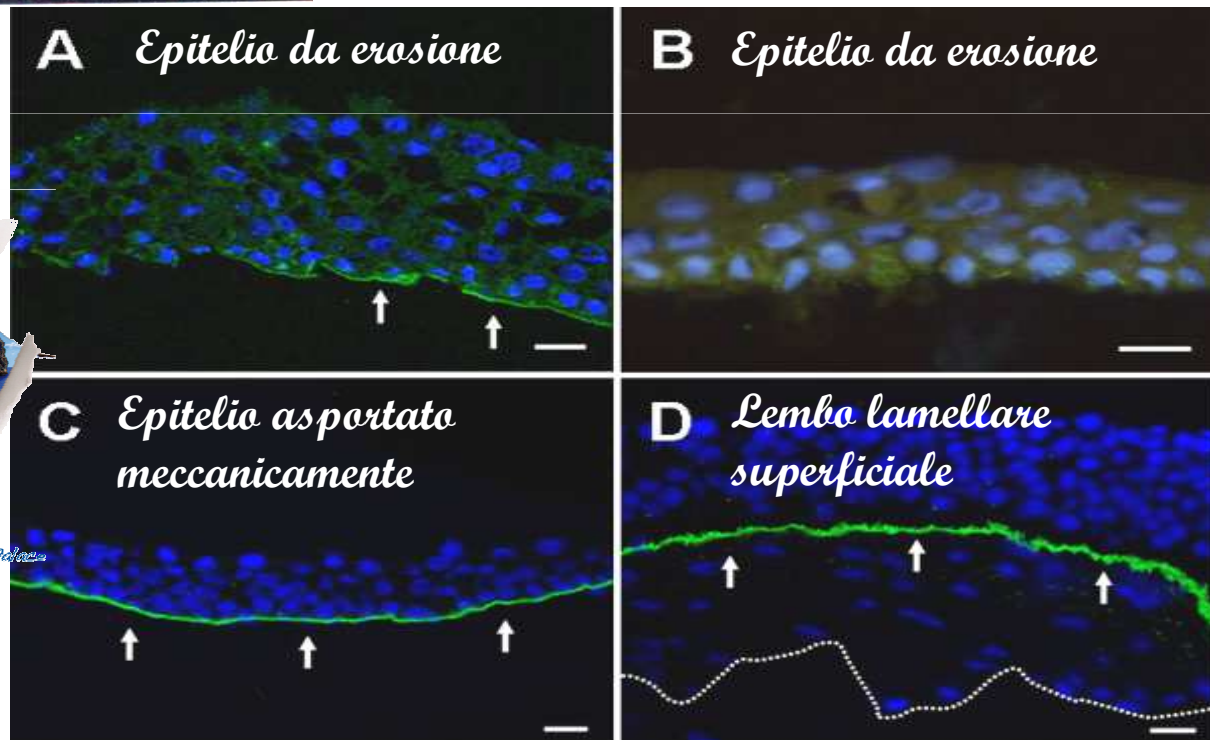 A Epitelio da erosione
B Epitelio da erosione
C Epitelio asportato
meccanicamente
D Lembo lamellare
superficiale